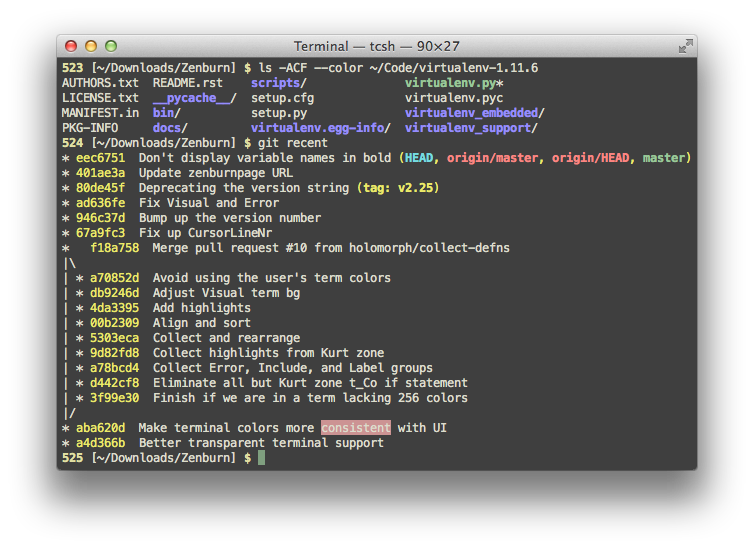 Terminal — tcsh — 90×27
523 [~/Downloads/Zenburn] $ ls -ACF --color ~/Code/virtualenv-1.11.6
AUTHORS.txt  README.rst    scripts/              virtualenv.py*
LICENSE.txt  __pycache__/  setup.cfg             virtualenv.pyc
MANIFEST.in  bin/          setup.py              virtualenv_embedded/
PKG-INFO     docs/         virtualenv.egg-info/  virtualenv_support/
524 [~/Downloads/Zenburn] $ git recent
* eec6751  Don't display variable names in bold (HEAD, origin/master, origin/HEAD, master)
* 401ae3a  Update zenburnpage URL
* 80de45f  Deprecating the version string (tag: v2.25)
* ad636fe  Fix Visual and Error
* 946c37d  Bump up the version number
* 67a9fc3  Fix up CursorLineNr
*   f18a758  Merge pull request #10 from holomorph/collect-defns
|\
| * a70852d  Avoid using the user's term colors
| * db9246d  Adjust Visual term bg
| * 4da3395  Add highlights
| * 00b2309  Align and sort
| * 5303eca  Collect and rearrange
| * 9d82fd8  Collect highlights from Kurt zone
| * a78bcd4  Collect Error, Include, and Label groups
| * d442cf8  Eliminate all but Kurt zone t_Co if statement
| * 3f99e30  Finish if we are in a term lacking 256 colors
|/
* aba620d  Make terminal colors more consistent with UI
* a4d366b  Better transparent terminal support
525 [~/Downloads/Zenburn] $